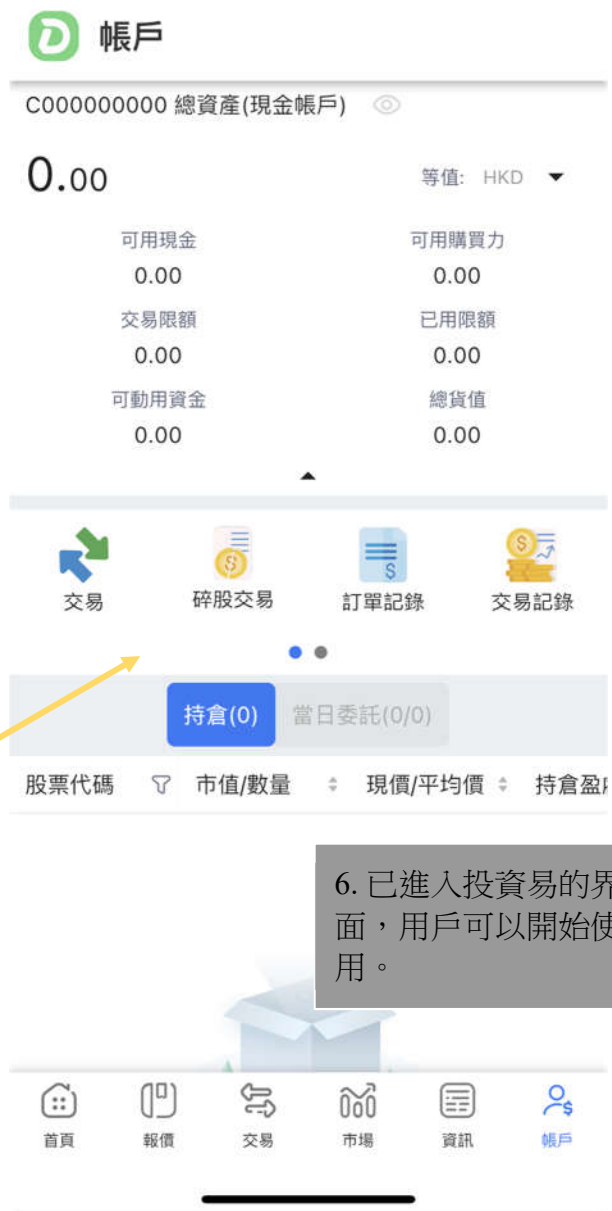 帳戶
C000000000 總資產(現金帳戶)
0.00 等值: HKD
可用現金 可用購買力
0.00 0.00
交易限額 已用限額
0.00 0.00
可動用資金 總貨值
0.00 0.00
交易 碎股交易 訂單記錄 交易記錄
持倉(0) 當日委託(0/0)
股票代碼 市值/數量 現價/平均價 持倉盈
6. 已進入投資易的界
面，用戶可以開始使
用。
首頁 報價 交易 市場 資訊 帳戶